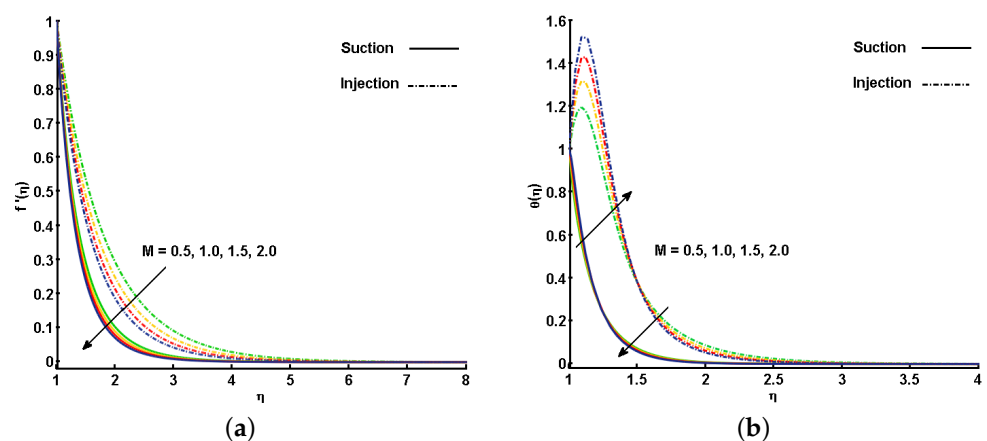 1
0.9
0.8
0.7
0.6
0.5
0.4
0.3
0.2
0.1
0
f '(η)
Suction
Injection
M = 0.5, 1.0, 1.5, 2.0
1 2 3 4 5 6 7 8
η
(a)
1.6
1.4
1.2
1
0.8
0.6
0.4
0.2
0
θ(η)
Suction
Injection
M = 0.5, 1.0, 1.5, 2.0
1 1.5 2 2.5 3 3.5 4
η
(b)